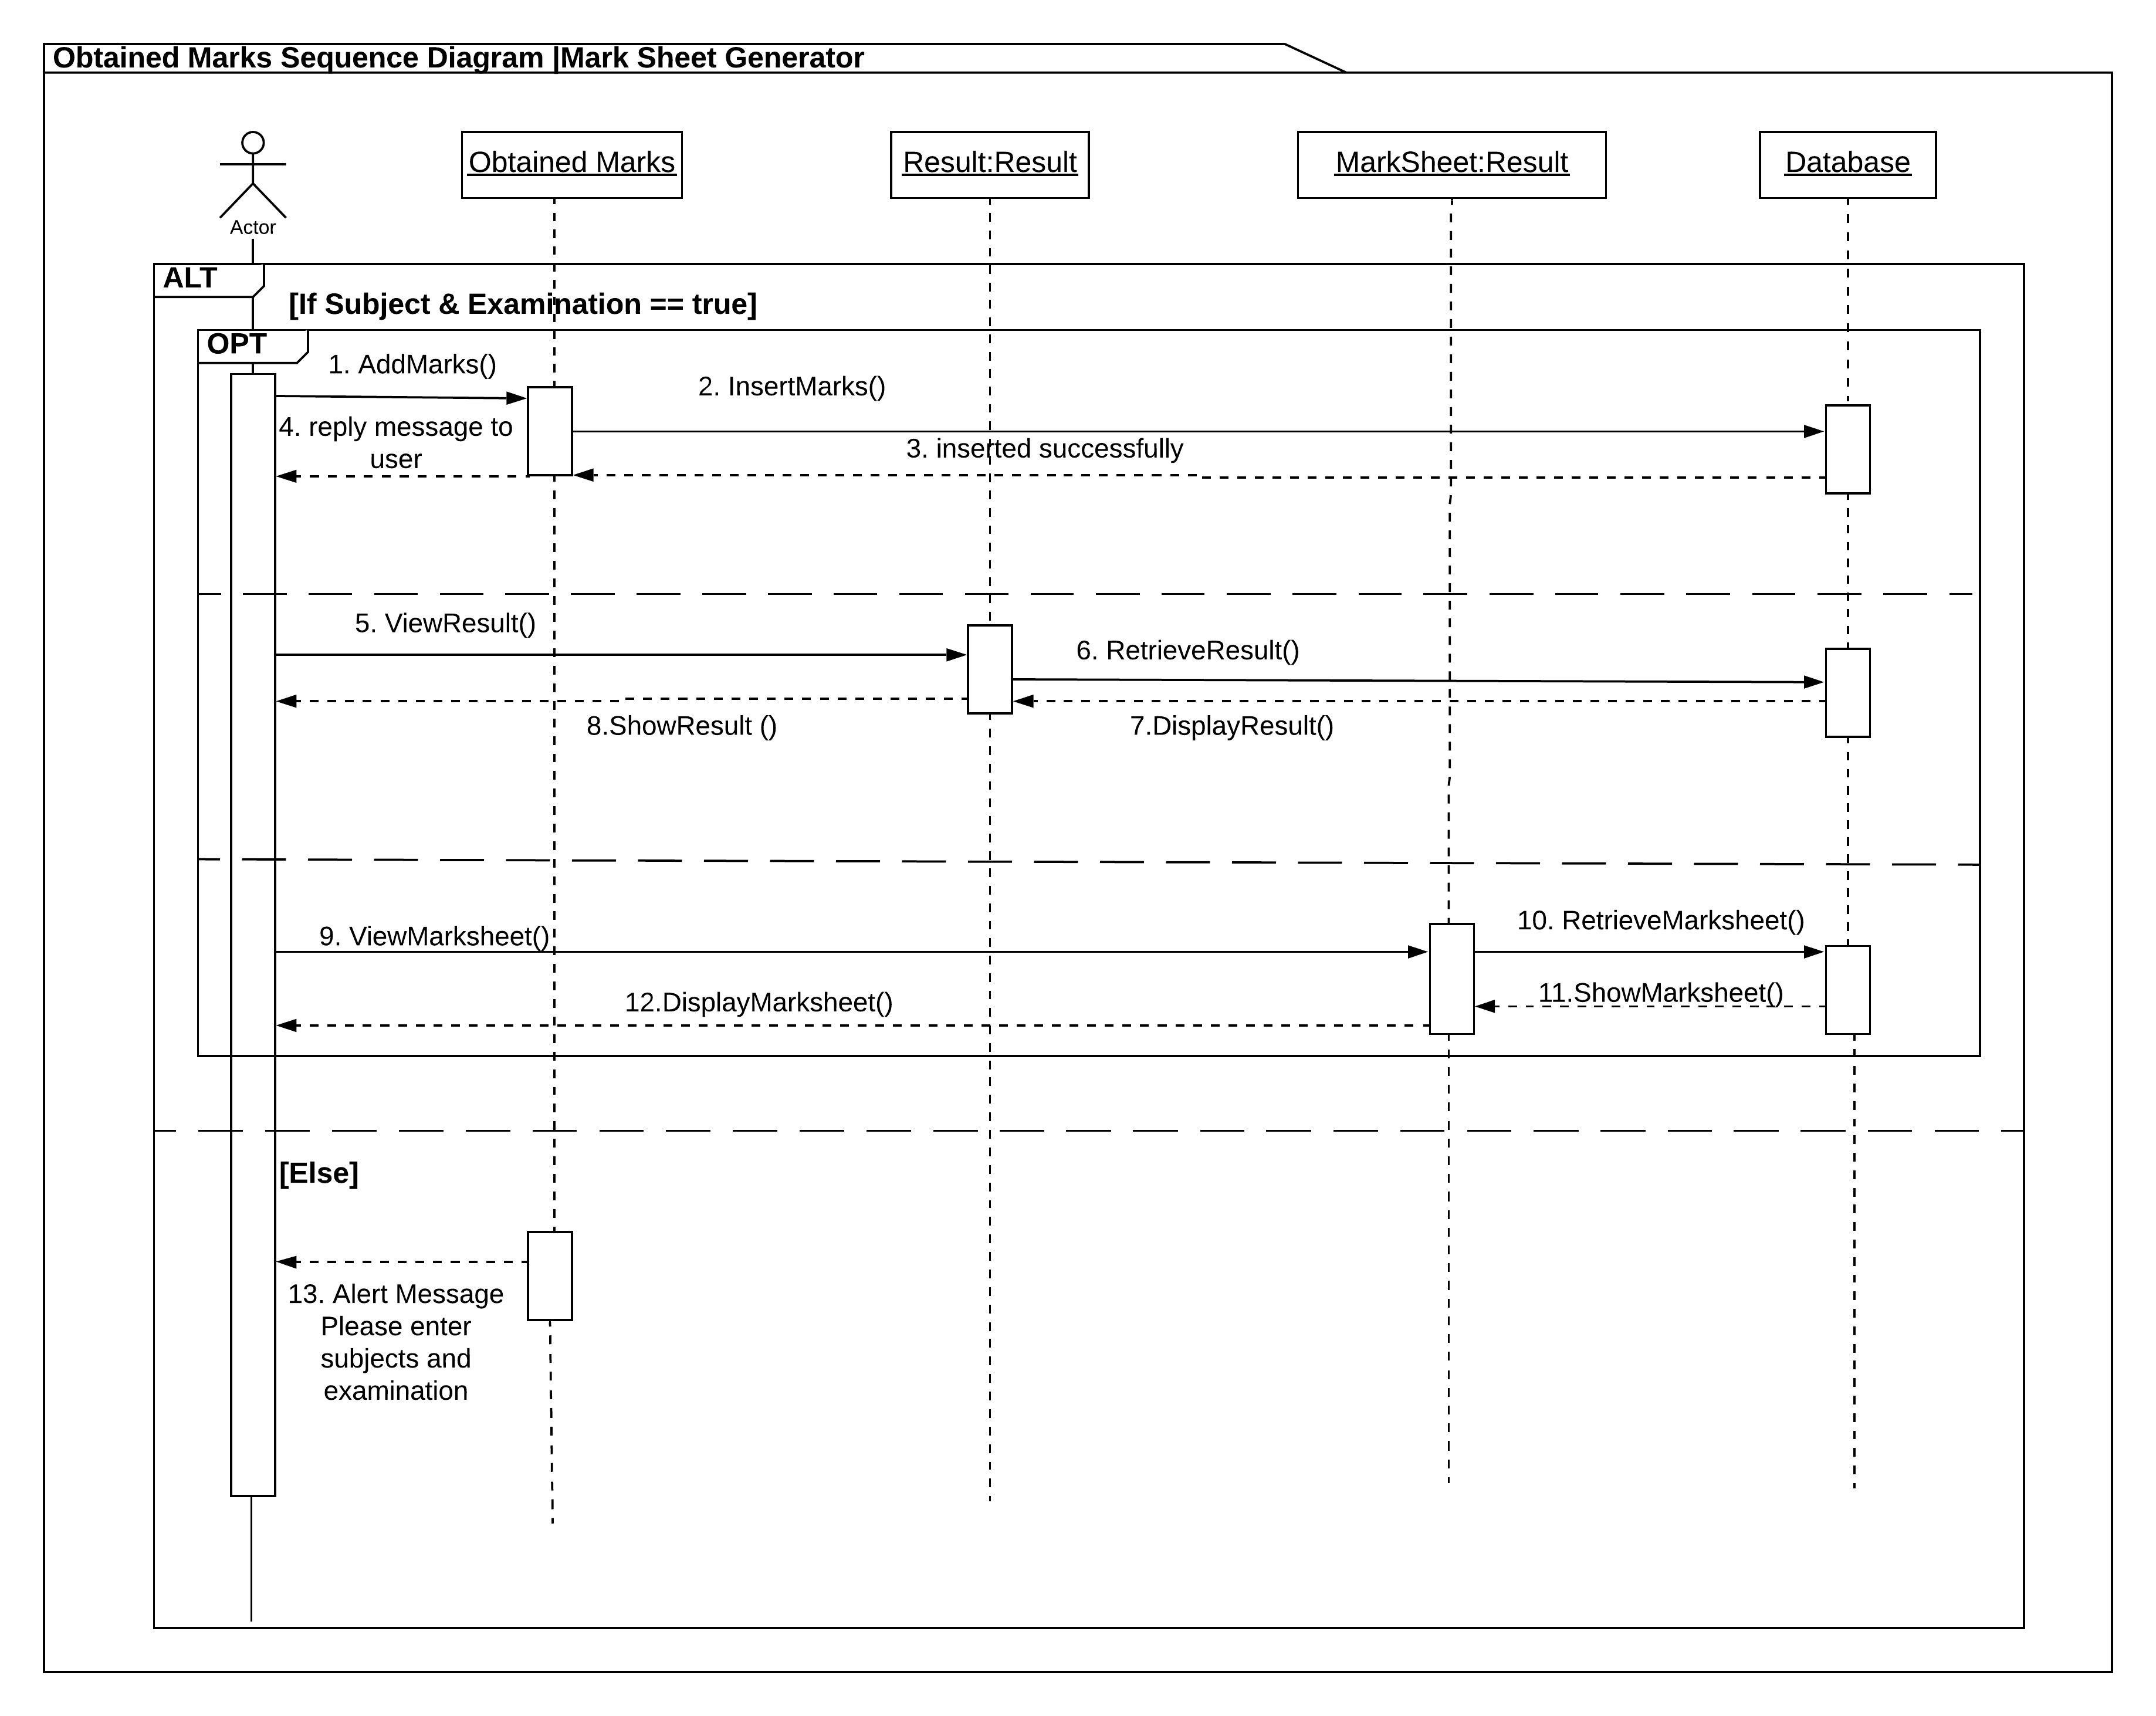 Obtained Marks Sequence Diagram |Mark Sheet Generator
Actor
Obtained Marks
Result:Result
MarkSheet:Result
Database
ALT
[If Subject & Examination == true]
OPT
1. AddMarks()
2. InsertMarks()
4. reply message to
user
3. inserted successfully
5. ViewResult()
6. RetrieveResult()
8.ShowResult ()
7.DisplayResult()
9. ViewMarksheet()
10. RetrieveMarksheet()
11.ShowMarksheet()
12.DisplayMarksheet()
[Else]
13. Alert Message
Please enter
subjects and
examination